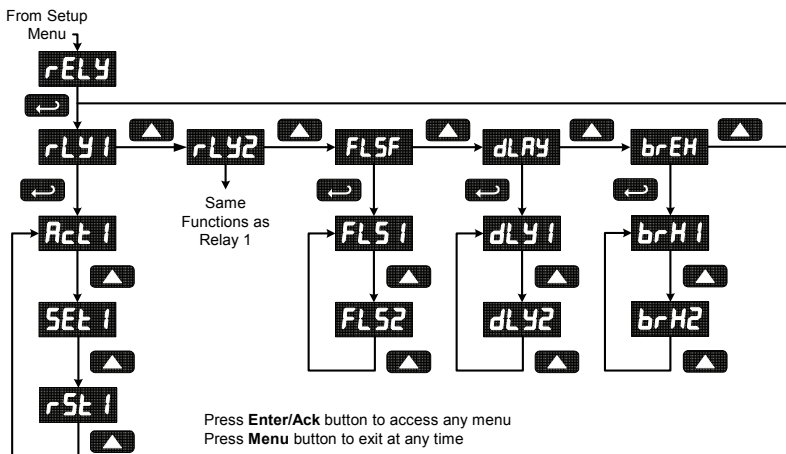 From Setup
Menu
rELY
rLY1
rLY2
FLSF
dLAY
brEH
Same
Functions as
Relay 1
Act1
FLS1
dLY1
brH1
SEt1
FLS2
dLY2
brH2
rSt1
Press Enter/Ack button to access any menu
Press Menu button to exit at any time